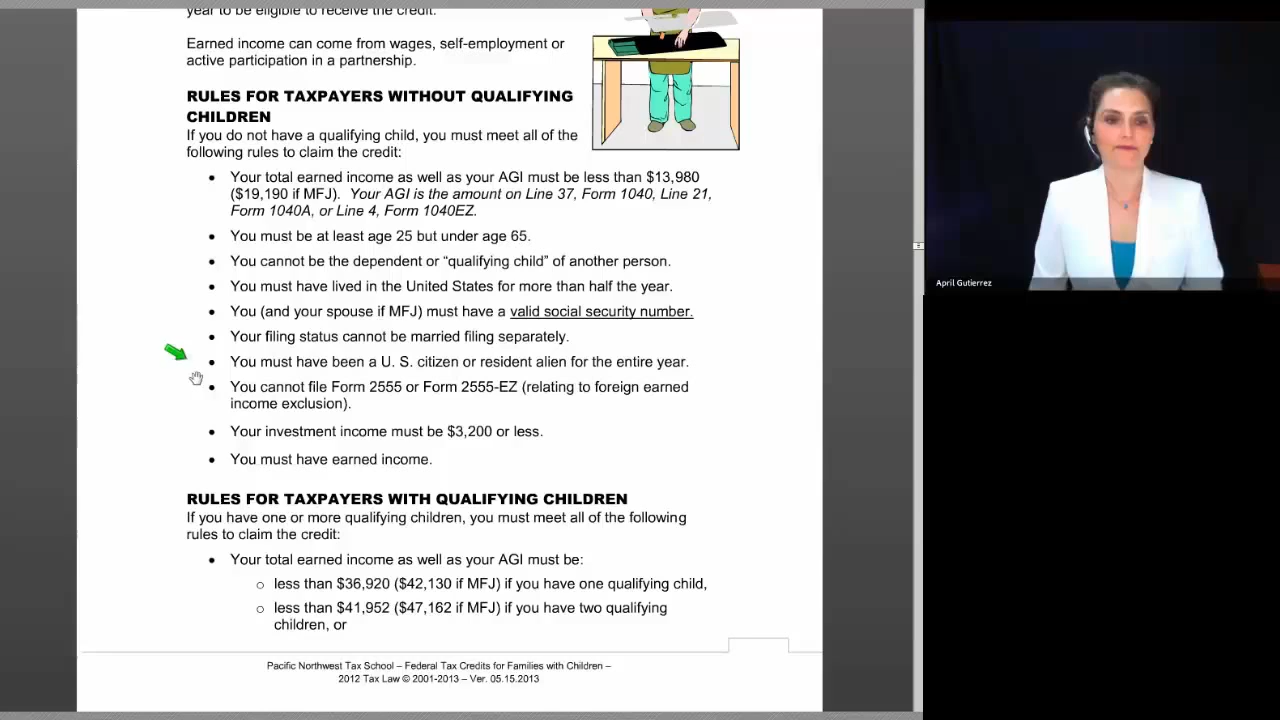 year to be eligible to receive the credit.
Earned income can come from wages, self-employment or
active participation in a partnership.
RULES FOR TAXPAYERS WITHOUT QUALIFYING
CHILDREN
If you do not have a qualifying child, you must meet all of the
following rules to claim the credit:
• Your total earned income as well as your AGI must be less than $13,980
($19,190 if MFJ). Your AGI is the amount on Line 37, Form 1040, Line 21,
Form 1040A, or Line 4, Form 1040EZ.
• You must be at least age 25 but under age 65.
• You cannot be the dependent or “qualifying child” of another person.
• You must have lived in the United States for more than half the year.
• You (and your spouse if MFJ) must have a valid social security number.
• Your filing status cannot be married filing separately.
• You must have been a U. S. citizen or resident alien for the entire year.
• You cannot file Form 2555 or Form 2555-EZ (relating to foreign earned
income exclusion).
• Your investment income must be $3,200 or less.
• You must have earned income.
RULES FOR TAXPAYERS WITH QUALIFYING CHILDREN
If you have one or more qualifying children, you must meet all of the following
rules to claim the credit:
• Your total earned income as well as your AGI must be:
o less than $36,920 ($42,130 if MFJ) if you have one qualifying child,
o less than $41,952 ($47,162 if MFJ) if you have two qualifying
children, or
Pacific Northwest Tax School – Federal Tax Credits for Families with Children –
2012 Tax Law © 2001-2013 – Ver. 05.15.2013
April Gutierrez